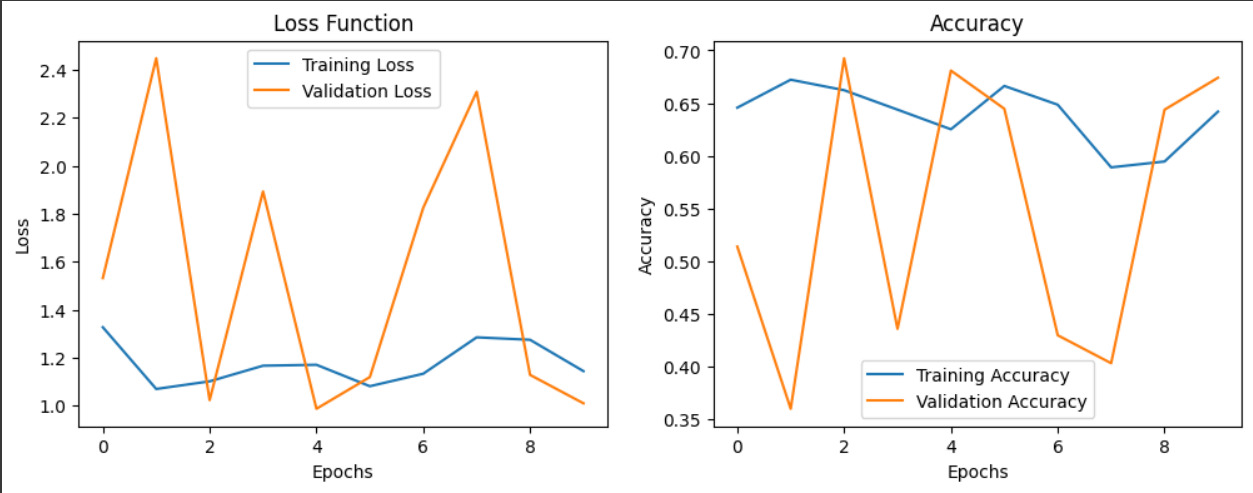 Loss Function
Training Loss
Validation Loss
2.4
2.2
2.0
1.8
1.6
1.4
1.2
1.0
Loss
0 2 4 6 8
Epochs
Accuracy
0.70
0.65
0.60
0.55
0.50
0.45
0.40
0.35
Accuracy
Training Accuracy
Validation Accuracy
0 2 4 6 8
Epochs